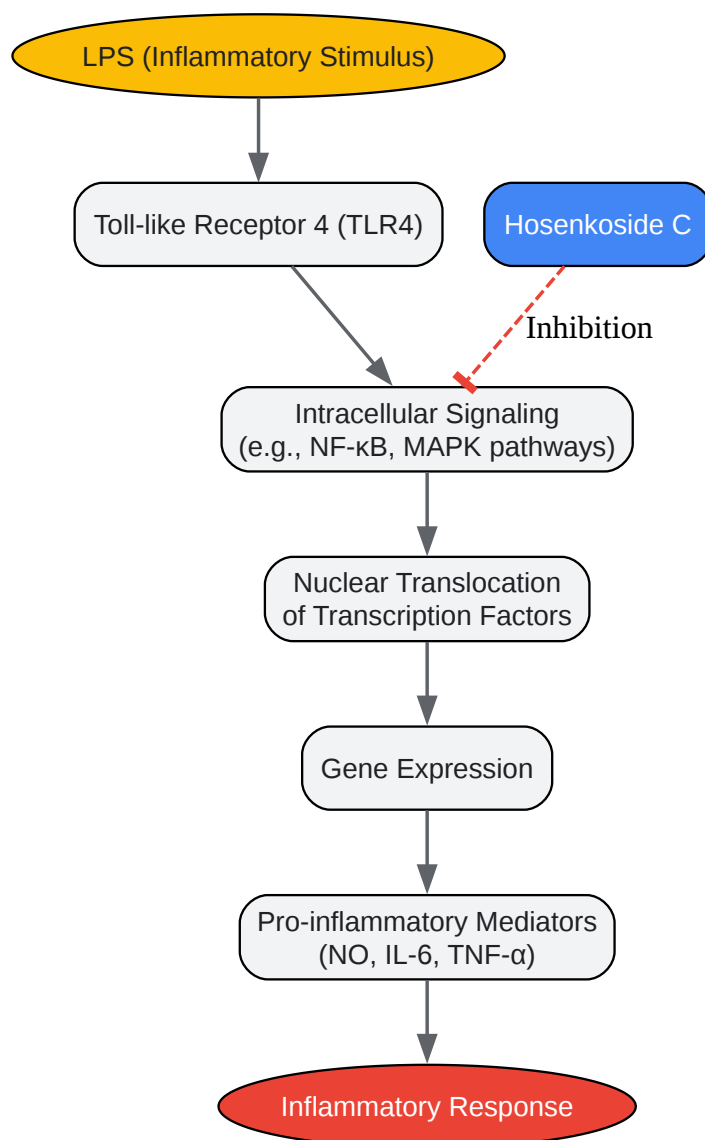 LPS (Inflammatory Stimulus)
Toll-like Receptor 4 (TLR4)
Hosenkoside C
Inhibition
Intracellular Signaling
(e.g., NF-κB, MAPK pathways)
Nuclear Translocation
of Transcription Factors
Gene Expression
Pro-inflammatory Mediators
(NO, IL-6, TNF-α)
Inflammatory Response